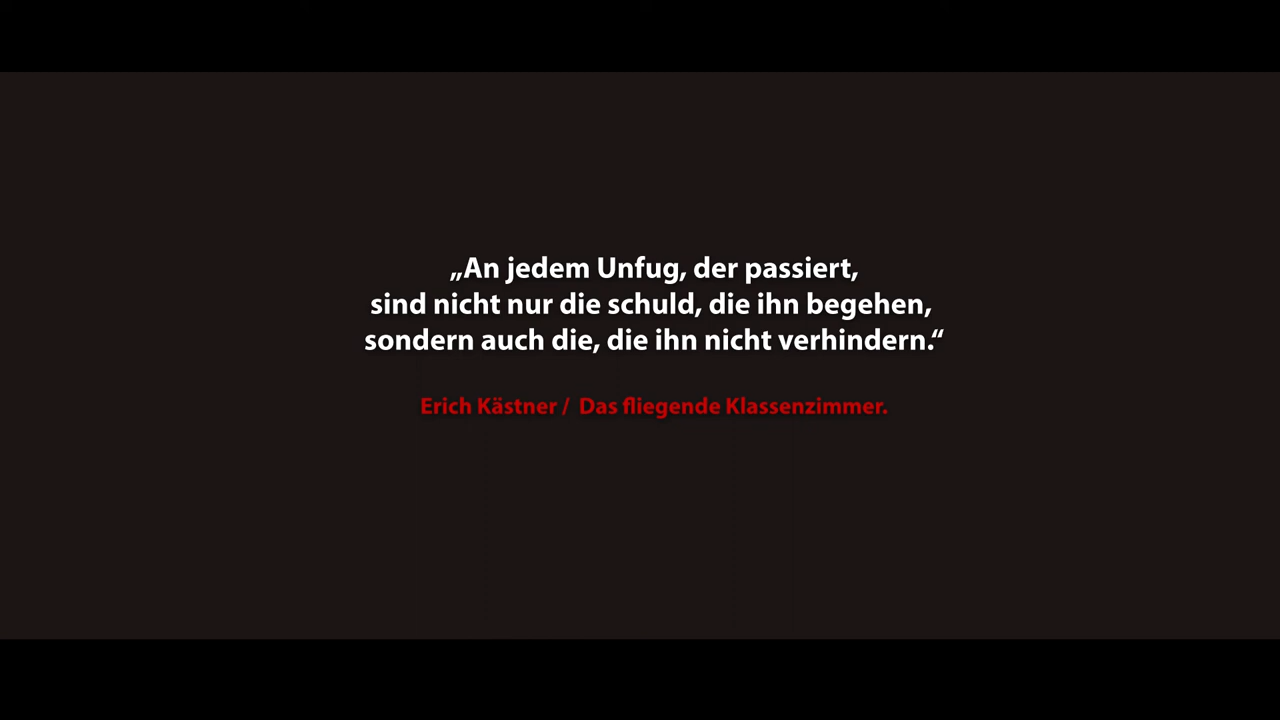 „An jedem Unfug, der passiert,
sind nicht nur die schuld, die ihn begehen,
sondern auch die, die ihn nicht verhindern.“
Erich Kästner / Das fliegende Klassenzimmer.